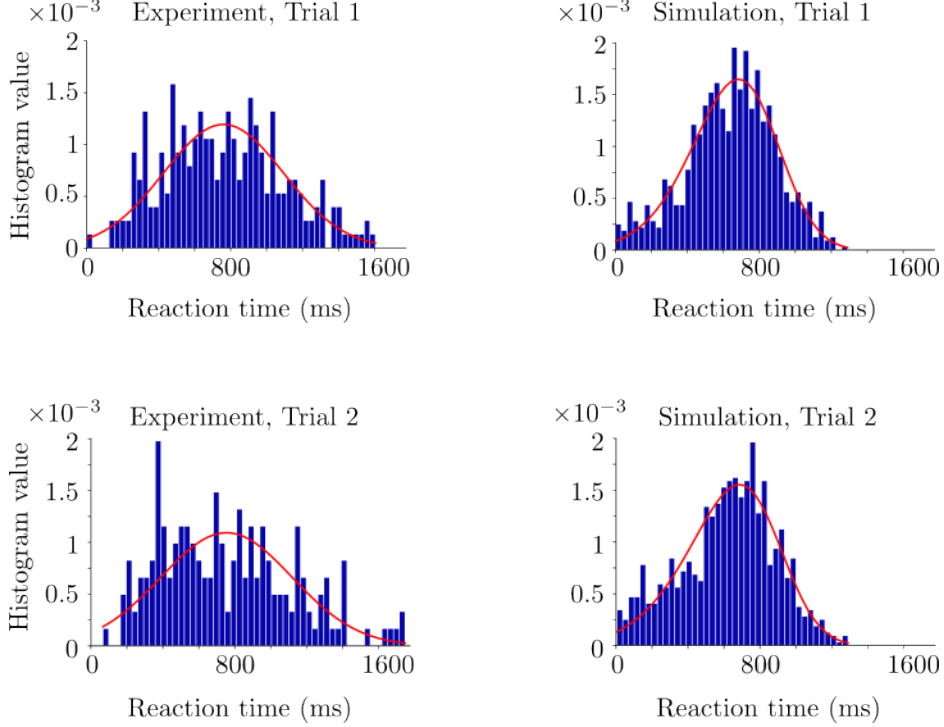 ×10⁻³ Experiment, Trial 1
2
1.5
1
0.5
0
Histogram value
0 800 1600
Reaction time (ms)
×10⁻³ Simulation, Trial 1
2
1.5
1
0.5
0
0 800 1600
Reaction time (ms)
×10⁻³ Experiment, Trial 2
2
1.5
1
0.5
0
Histogram value
0 800 1600
Reaction time (ms)
×10⁻³ Simulation, Trial 2
2
1.5
1
0.5
0
0 800 1600
Reaction time (ms)